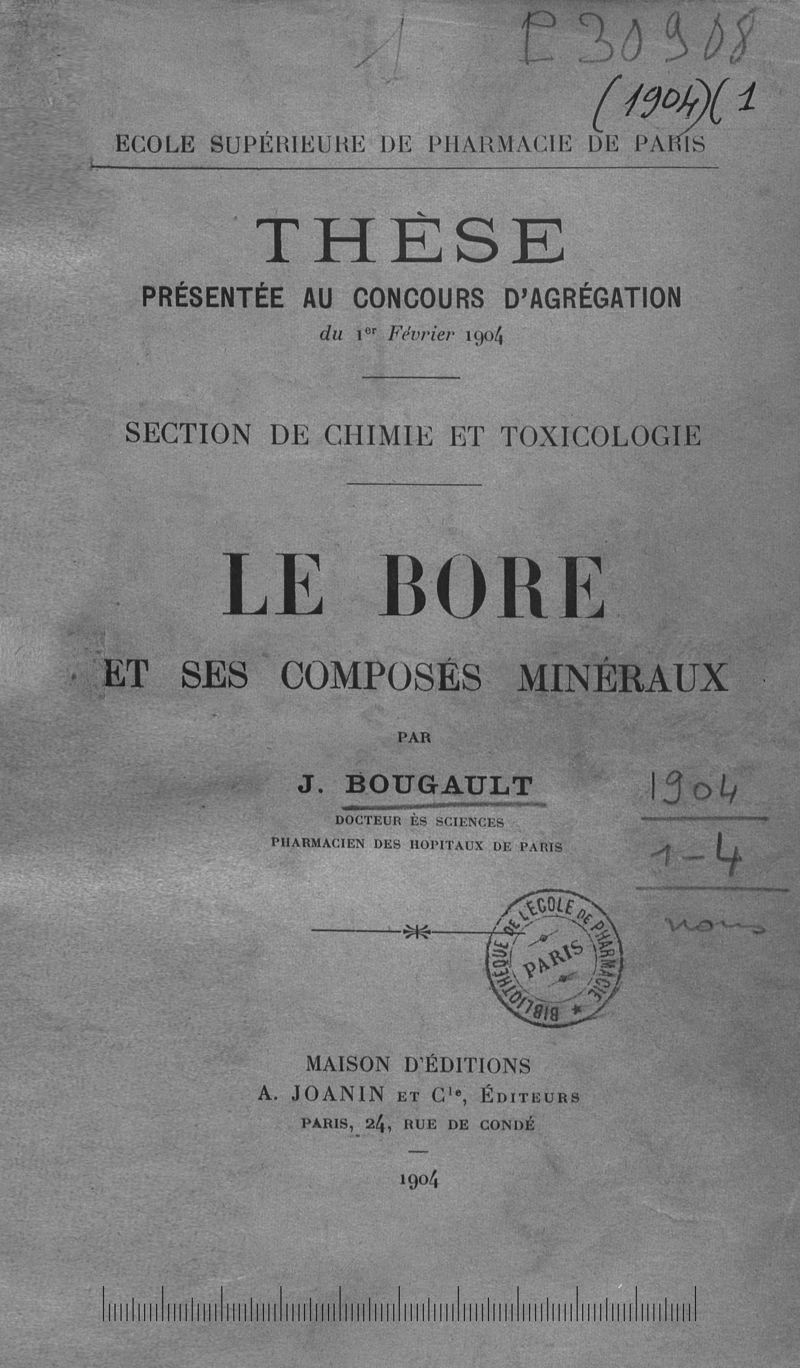 1 P 30908
(1904)(1
ECOLE SUPÉRIEURE DE PHARMACIE DE PARIS
THÈSE
PRÉSENTÉE AU CONCOURS D'AGRÉGATION
du 1er Février 1904
SECTION DE CHIMIE ET TOXICOLOGIE
LE BORE
ET SES COMPOSÉS MINÉRAUX
PAR
J. BOUGAULT
1904
DOCTEUR ÈS SCIENCES
PHARMACIEN DES HOPITAUX DE PARIS
1-4
BIBLIOTHÈQUE DE L'ÉCOLE DE PHARMACIE
PARIS
MAISON D'ÉDITIONS
A. JOANIN ET Cie, ÉDITEURS
PARIS, 24, RUE DE CONDÉ
1904